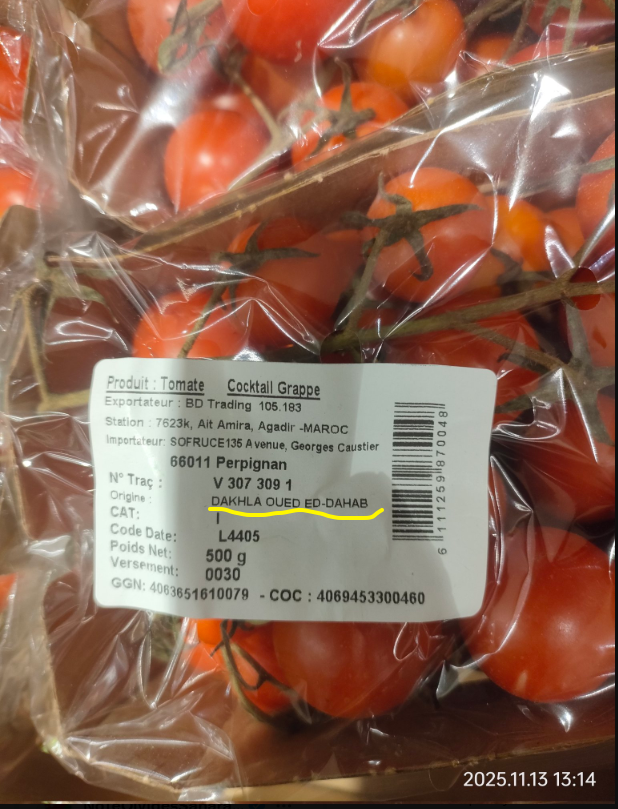 Produit : Tomate Cocktail Grappe
Exportateur : BD Trading 105.183
Station : 7623k, Ait Amira, Agadir -MAROC
Importateur: SOFRUCE135 Avenue, Georges Caustier
66011 Perpignan
N° Traç : V 307 309 1
Origine : DAKHLA OUED ED-DAHAB
CAT: I
Code Date: L4405
Poids Net: 500 g
Versement: 0030
GGN: 4063651610079 - COC : 4069453300460
6 111259 870048
2025.11.13 13:14